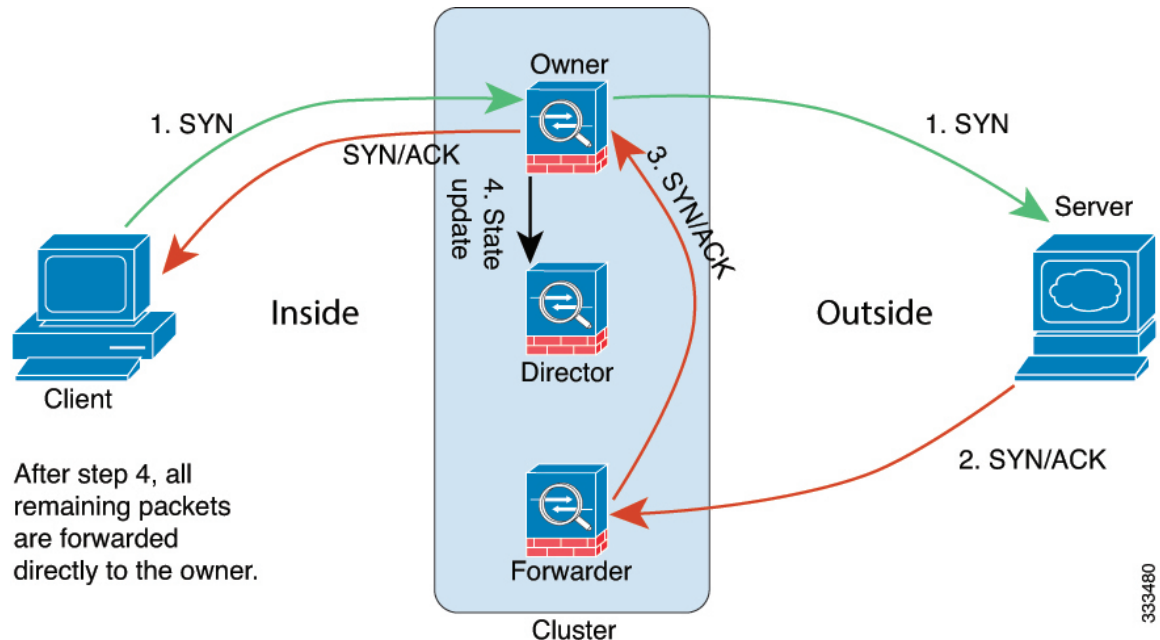 Owner
1. SYN
1. SYN
SYN/ACK
3. SYN/ACK
4. State
update
Server
Inside
Outside
Director
Client
2. SYN/ACK
After step 4, all
remaining packets
are forwarded
directly to the owner.
Forwarder
Cluster
333480